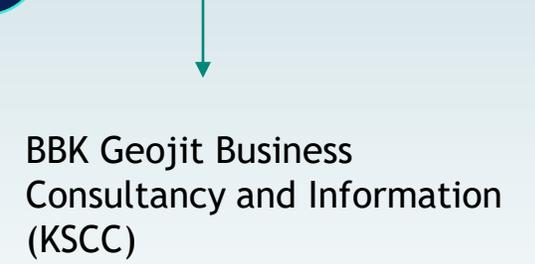 BBK Geojit Business
Consultancy and Information
(KSCC)